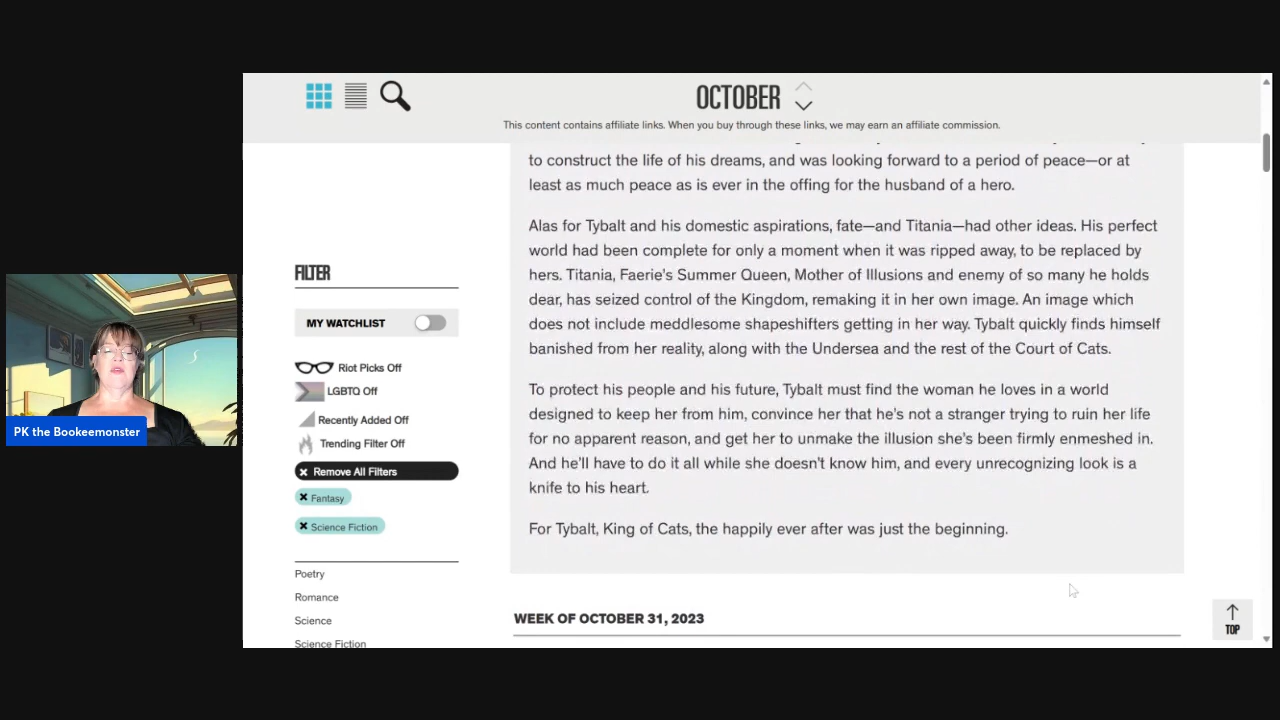 OCTOBER
This content contains affiliate links. When you buy through these links, we may earn an affiliate commission.
to construct the life of his dreams, and was looking forward to a period of peace—or at
least as much peace as is ever in the offing for the husband of a hero.
Alas for Tybalt and his domestic aspirations, fate—and Titania—had other ideas. His perfect
world had been complete for only a moment when it was ripped away, to be replaced by
hers. Titania, Faerie's Summer Queen, Mother of Illusions and enemy of so many he holds
dear, has seized control of the Kingdom, remaking it in her own image. An image which
does not include meddlesome shapeshifters getting in her way. Tybalt quickly finds himself
banished from her reality, along with the Undersea and the rest of the Court of Cats.
To protect his people and his future, Tybalt must find the woman he loves in a world
designed to keep her from him, convince her that he's not a stranger trying to ruin her life
for no apparent reason, and get her to unmake the illusion she's been firmly enmeshed in.
And he'll have to do it all while she doesn't know him, and every unrecognizing look is a
knife to his heart.
For Tybalt, King of Cats, the happily ever after was just the beginning.
WEEK OF OCTOBER 31, 2023
FILTER
MY WATCHLIST
Riot Picks Off
LGBTQ Off
Recently Added Off
Trending Filter Off
Remove All Filters
Fantasy
Science Fiction
Poetry
Romance
Science
Science Fiction
TOP
PK the Bookeemonster